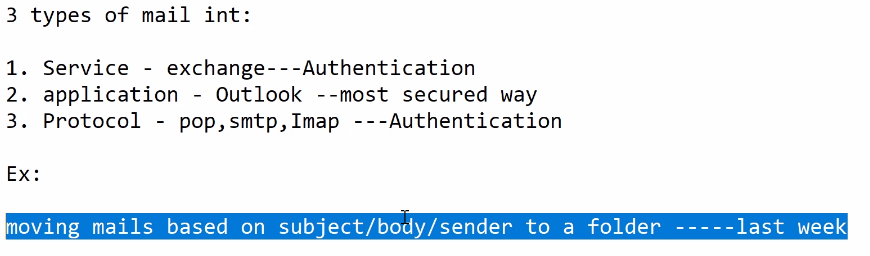 3 types of mail int:
1. Service - exchange---Authentication
2. application - Outlook --most secured way
3. Protocol - pop,smtp,Imap ---Authentication
Ex:
moving mails based on subject/body/sender to a folder -----last week